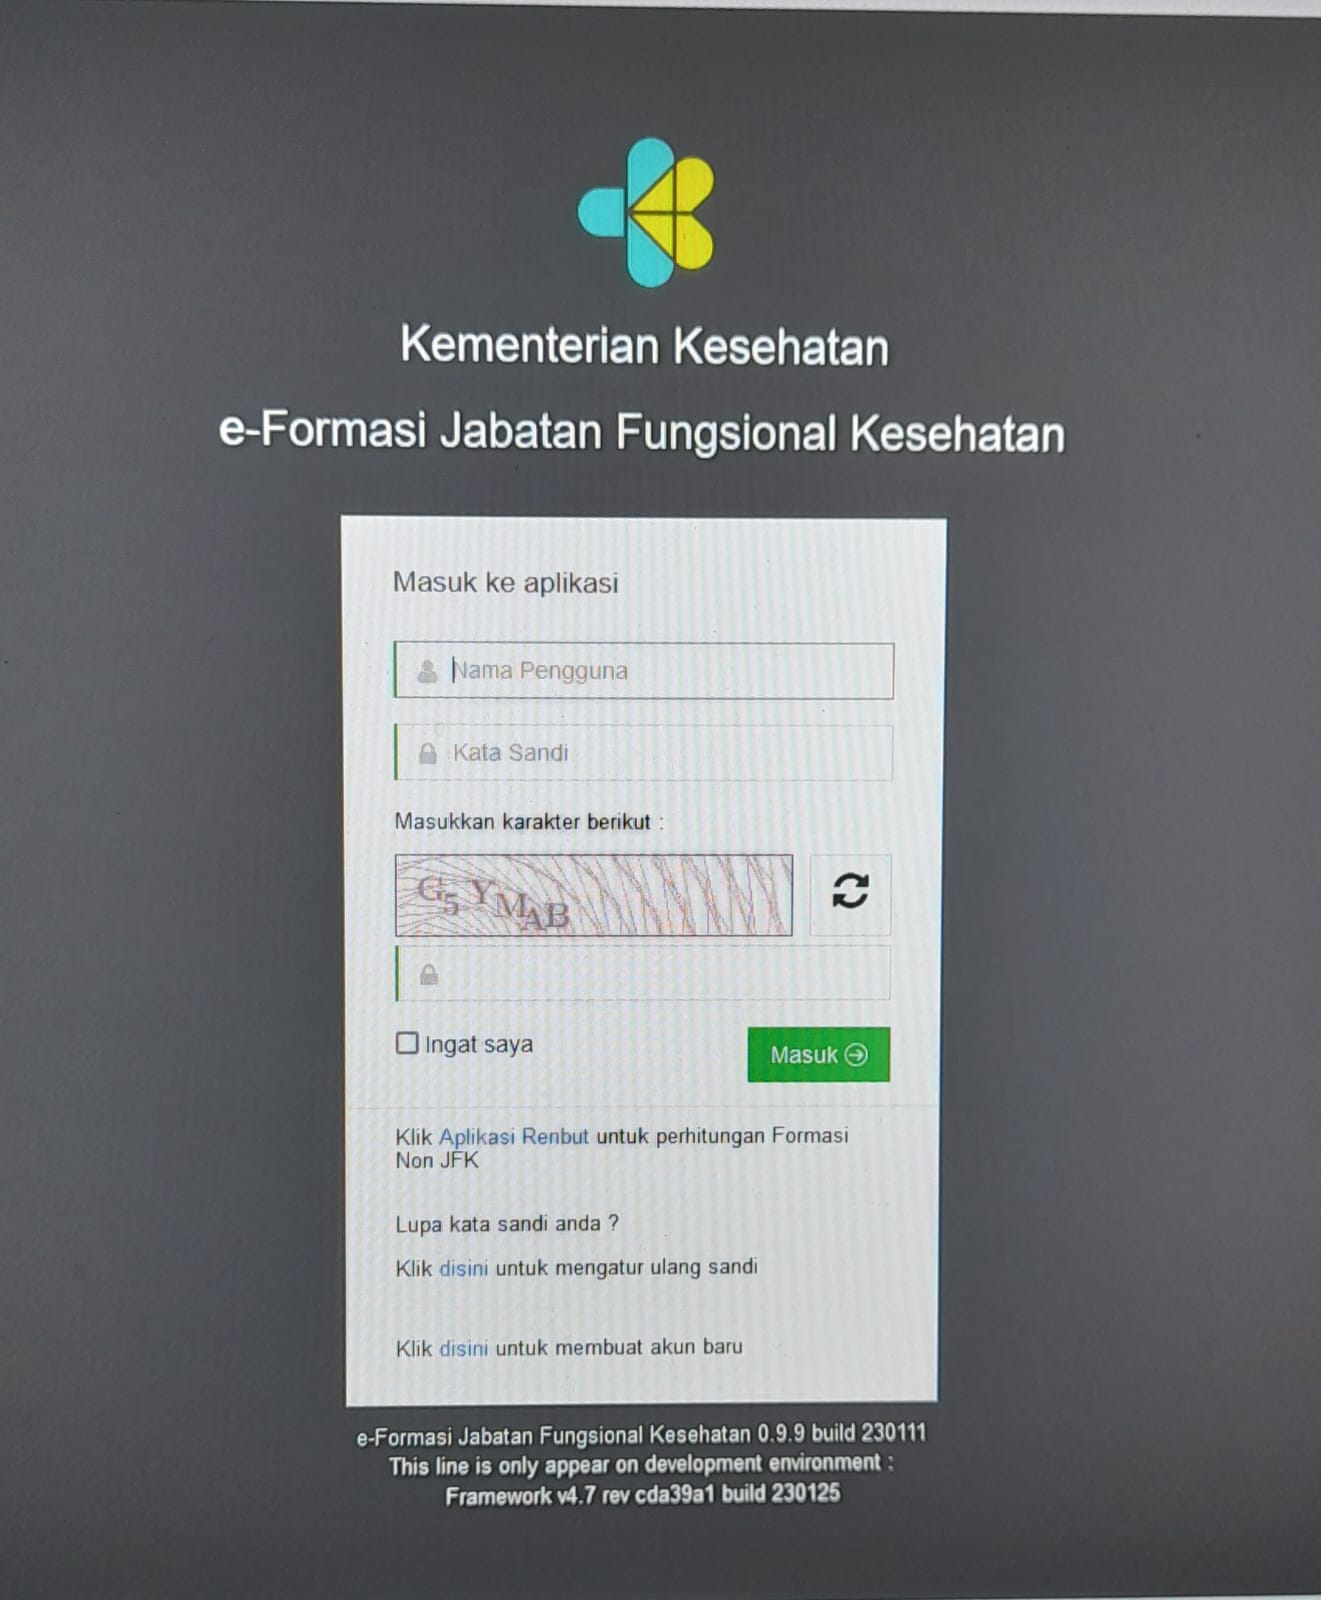 Kementerian Kesehatan
e-Formasi Jabatan Fungsional Kesehatan
Masuk ke aplikasi
Nama Pengguna
Kata Sandi
Masukkan karakter berikut :
G5YMAB
Ingat saya
Masuk
Klik Aplikasi Renbut untuk perhitungan Formasi
Non JFK
Lupa kata sandi anda ?
Klik disini untuk mengatur ulang sandi
Klik disini untuk membuat akun baru
e-Formasi Jabatan Fungsional Kesehatan 0.9.9 build 230111
This line is only appear on development environment :
Framework v4.7 rev cda39a1 build 230125